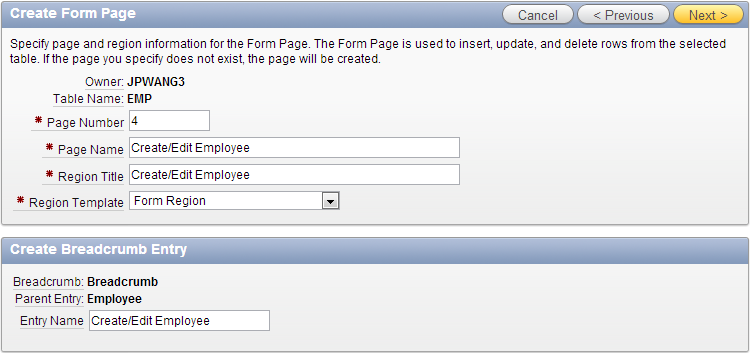 Create Form Page
Cancel
< Previous
Next >
Specify page and region information for the Form Page. The Form Page is used to insert, update, and delete rows from the selected
table. If the page you specify does not exist, the page will be created.
Owner: JPWANG3
Table Name: EMP
* Page Number 4
* Page Name Create/Edit Employee
* Region Title Create/Edit Employee
* Region Template Form Region
Create Breadcrumb Entry
Breadcrumb: Breadcrumb
Parent Entry: Employee
Entry Name Create/Edit Employee